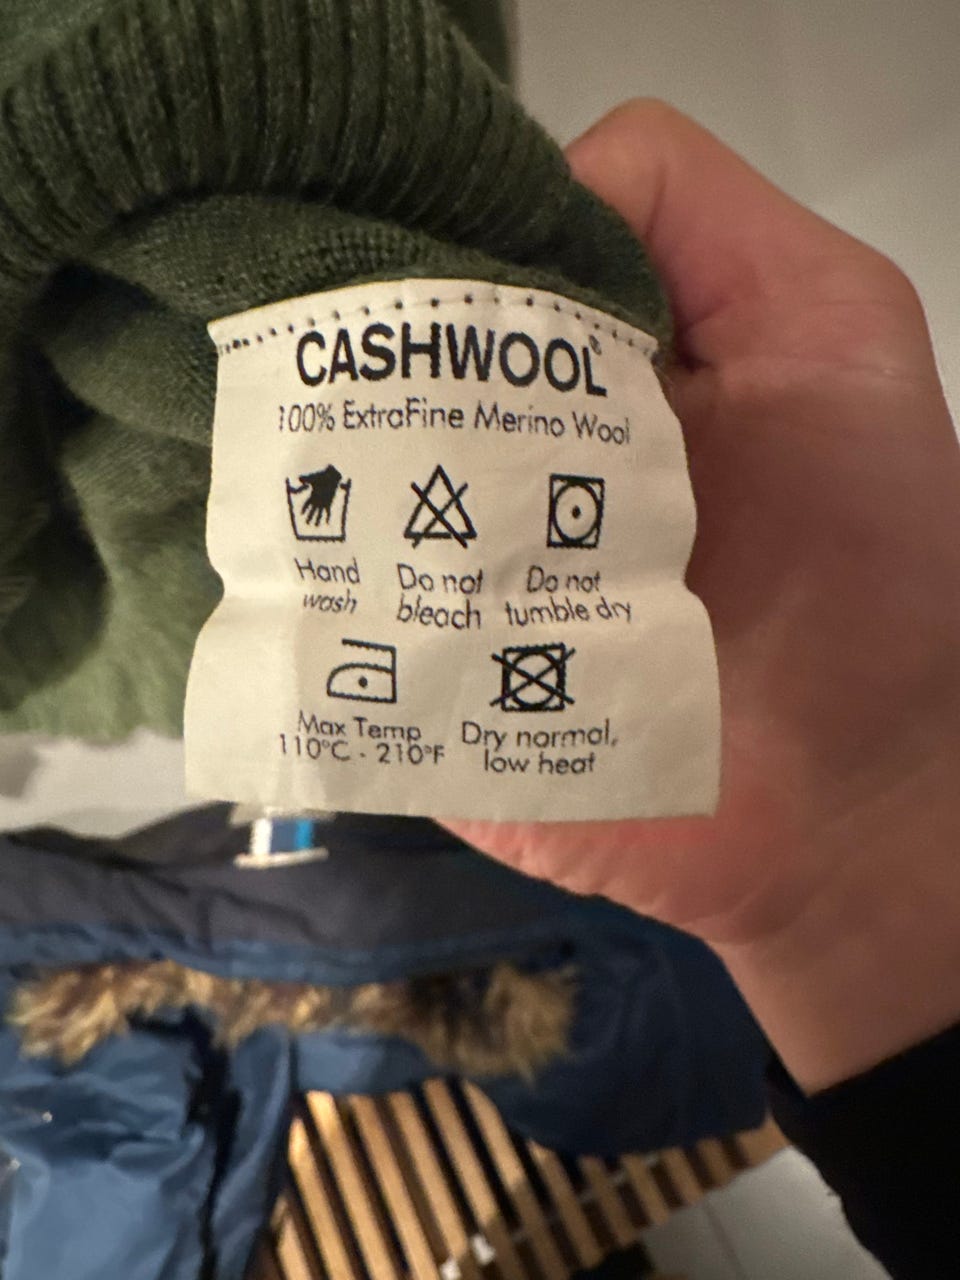 CASHWOOL®
100% ExtraFine Merino Wool
Hand wash
Do not bleach
Do not tumble dry
Max Temp 110°C - 210°F
Dry normal, low heat